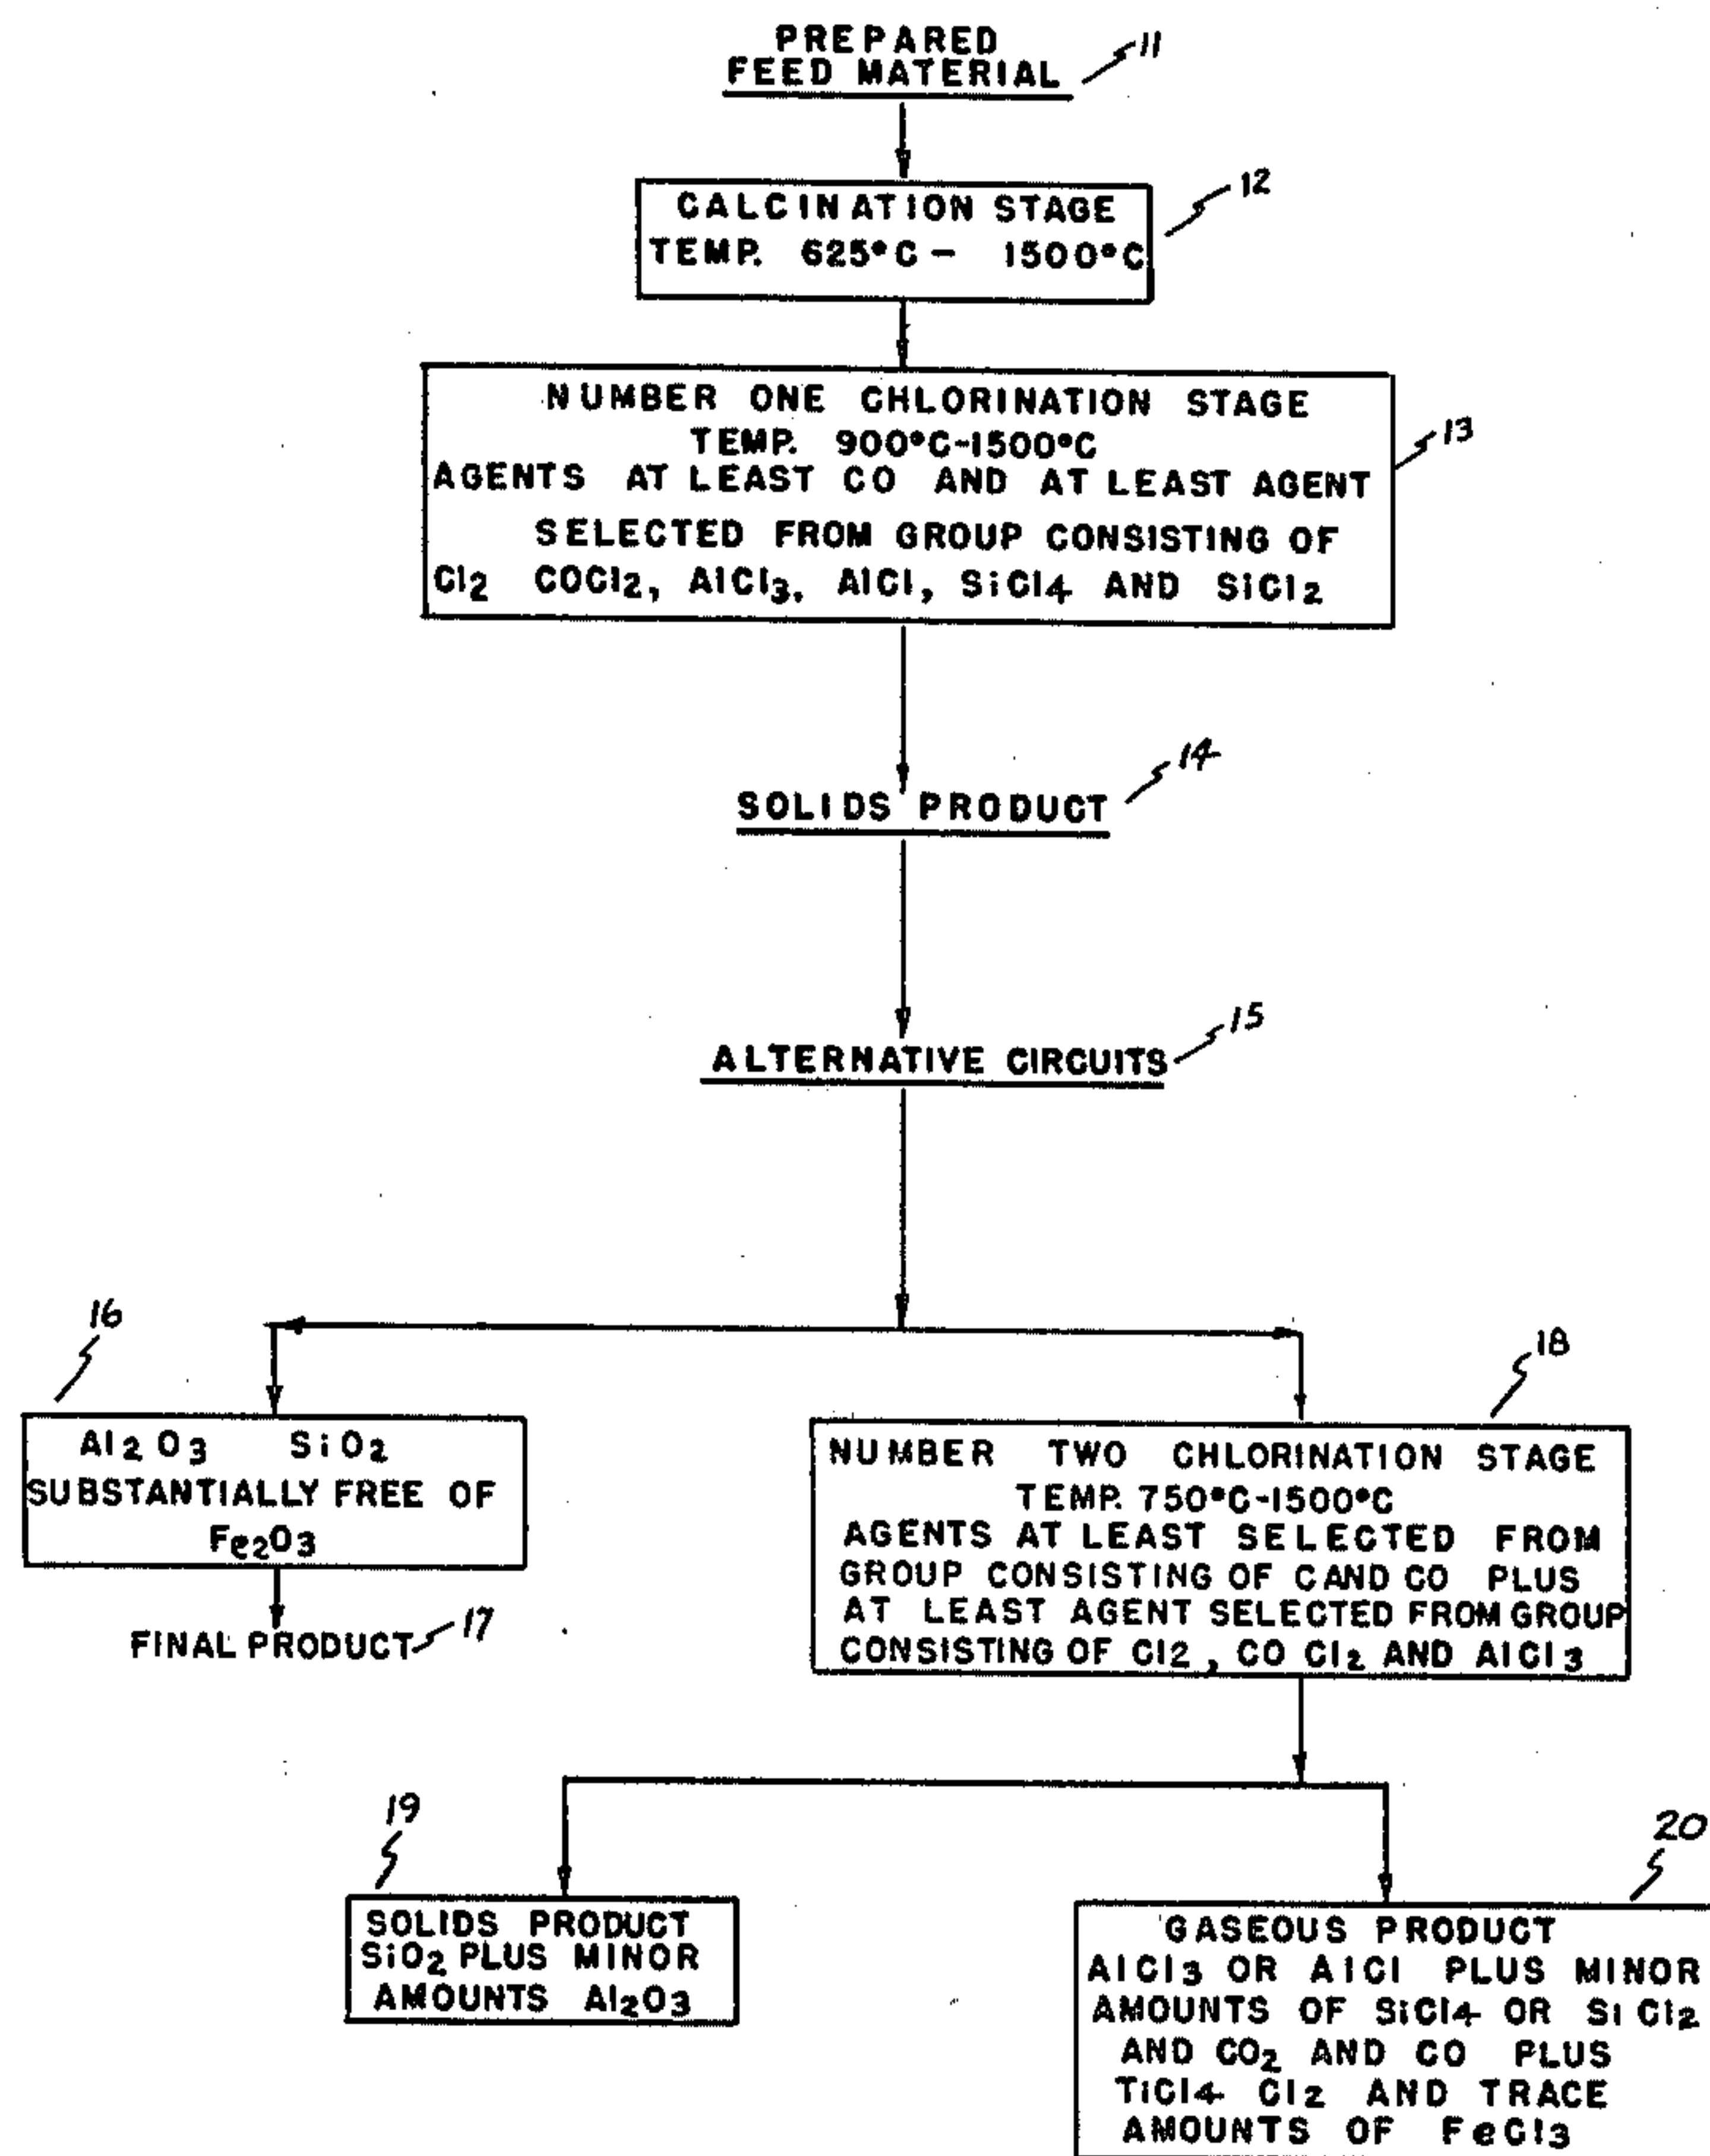 PREPARED
FEED MATERIAL
11
CALCINATION STAGE
TEMP. 625°C - 1500°C
12
NUMBER ONE CHLORINATION STAGE
TEMP. 900°C-1500°C
AGENTS AT LEAST CO AND AT LEAST AGENT
SELECTED FROM GROUP CONSISTING OF
Cl2 COCl2, AlCl3, AlCl, SiCl4 AND SiCl2
13
SOLIDS PRODUCT
14
ALTERNATIVE CIRCUITS
15
16
Al2O3 SiO2
SUBSTANTIALLY FREE OF
Fe2O3
FINAL PRODUCT
17
18
NUMBER TWO CHLORINATION STAGE
TEMP. 750°C-1500°C
AGENTS AT LEAST SELECTED FROM
GROUP CONSISTING OF C AND CO PLUS
AT LEAST AGENT SELECTED FROM GROUP
CONSISTING OF Cl2, CO Cl2 AND AlCl3
19
SOLIDS PRODUCT
SiO2 PLUS MINOR
AMOUNTS Al2O3
20
GASEOUS PRODUCT
AlCl3 OR AlCl PLUS MINOR
AMOUNTS OF SiCl4 OR SiCl2
AND CO2 AND CO PLUS
TiCl4 Cl2 AND TRACE
AMOUNTS OF FeCl3